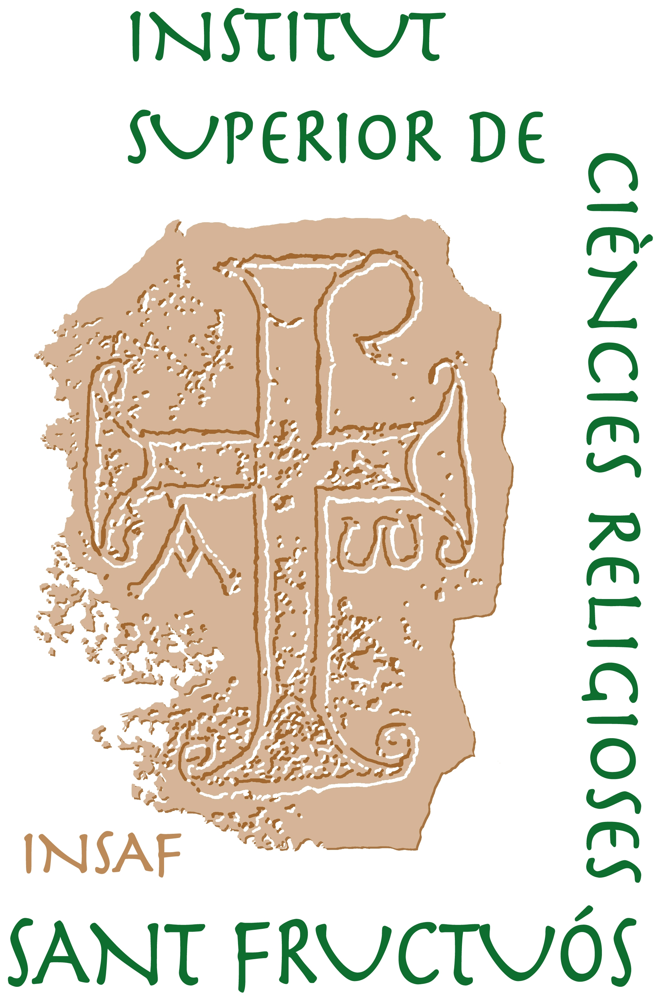 INSTITUT
SUPERIOR DE
CIÈNCIES RELIGIOSES
INSAF
SANT FRUCTUÓS